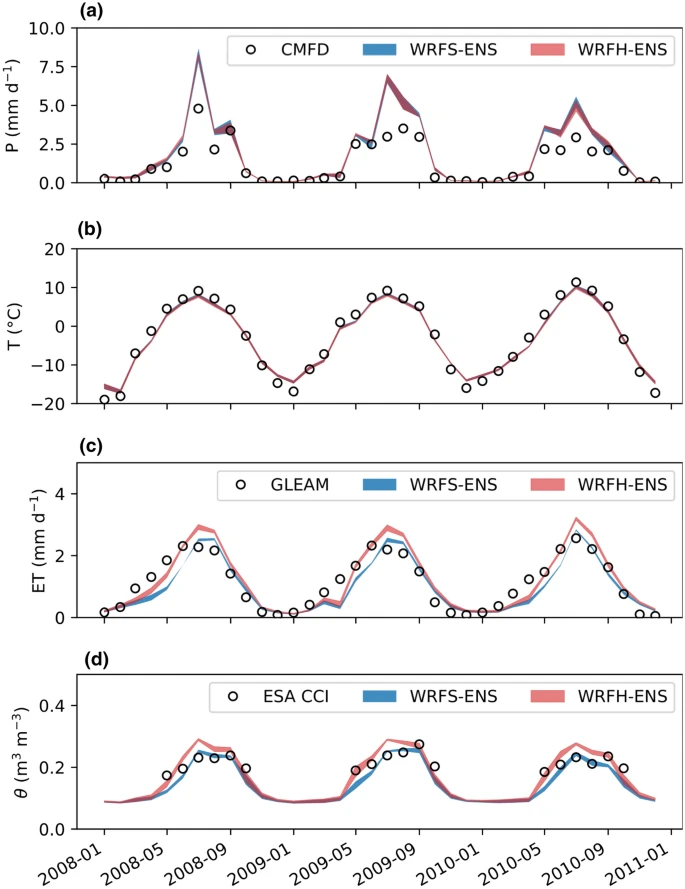 (a)
10.0
7.5
5.0
2.5
0.0
P (mm d⁻¹)
CMFD WRFS-ENS WRFH-ENS
(b)
20
10
0
−10
−20
T (°C)
(c)
4
2
0
ET (mm d⁻¹)
GLEAM WRFS-ENS WRFH-ENS
(d)
0.4
0.2
0.0
θ (m³ m⁻³)
ESA CCI WRFS-ENS WRFH-ENS
2008-01 2008-05 2008-09 2009-01 2009-05 2009-09 2010-01 2010-05 2010-09 2011-01